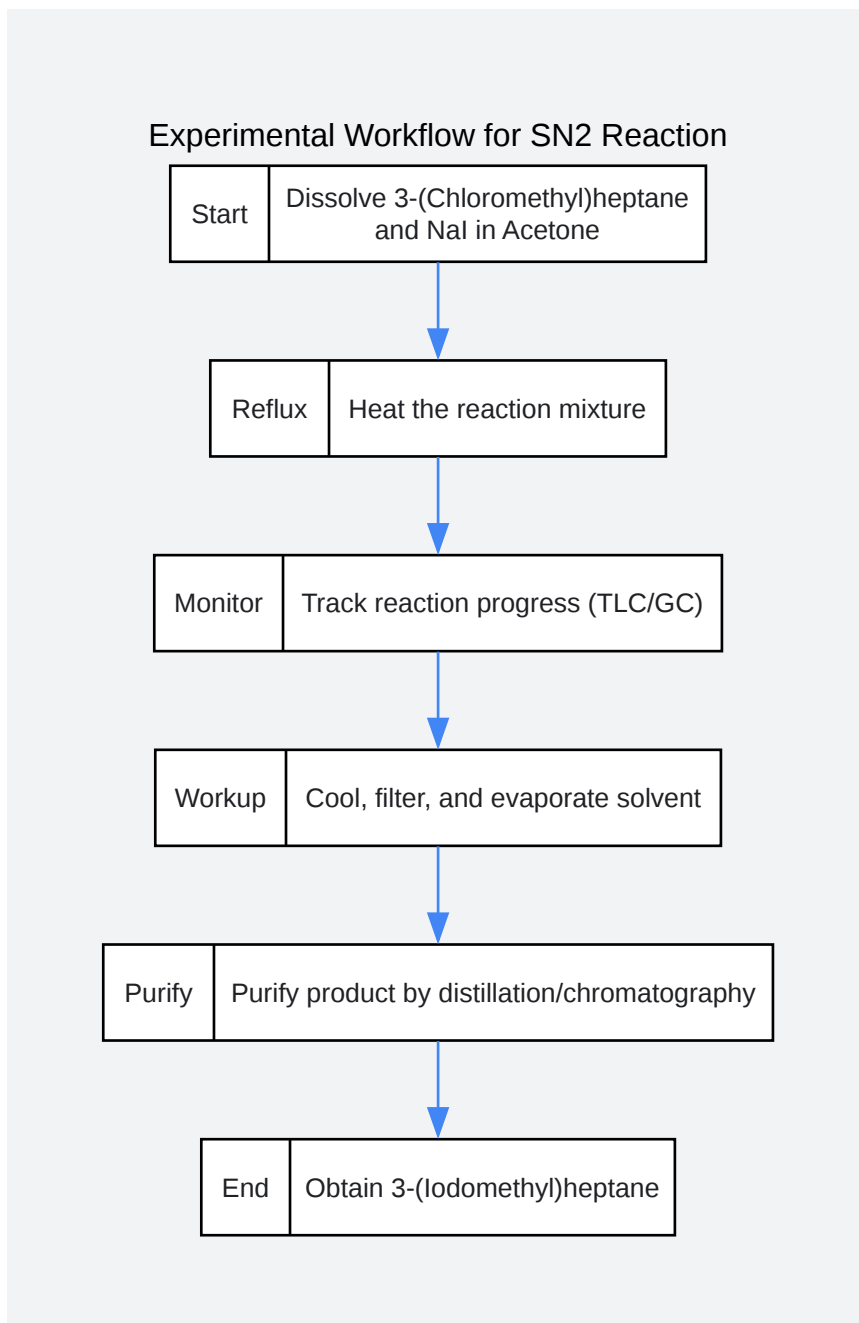 Experimental Workflow for SN2 Reaction
Start
Dissolve 3-(Chloromethyl)heptane
and NaI in Acetone
Reflux
Heat the reaction mixture
Monitor
Track reaction progress (TLC/GC)
Workup
Cool, filter, and evaporate solvent
Purify
Purify product by distillation/chromatography
End
Obtain 3-(Iodomethyl)heptane